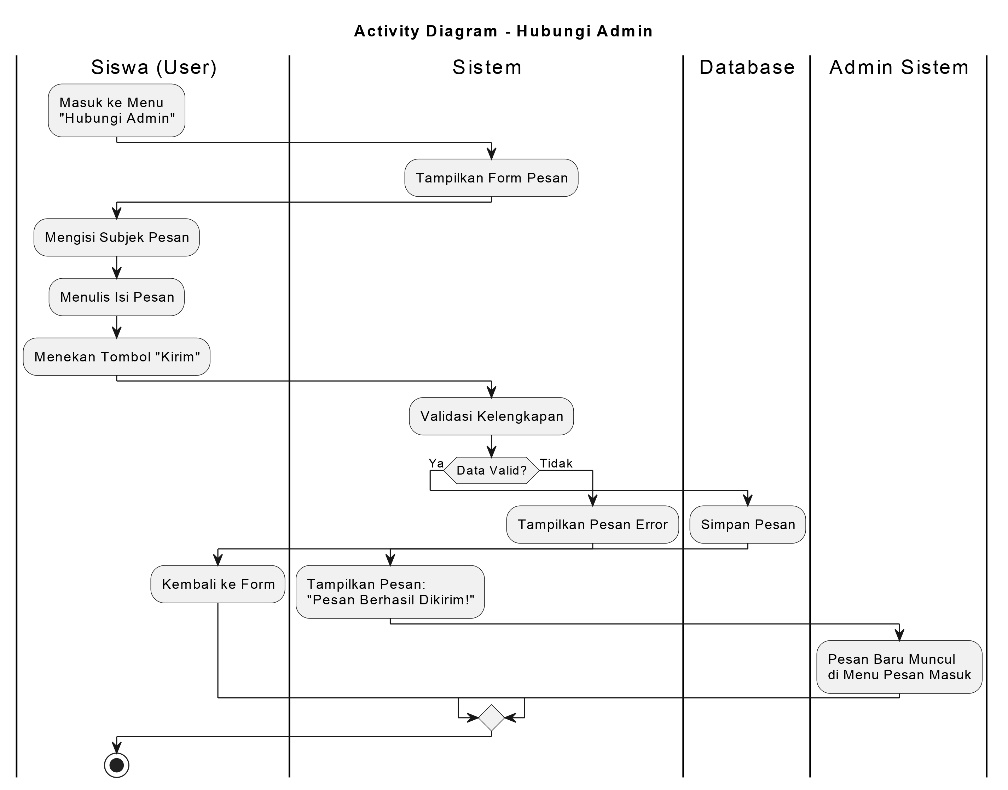 Activity Diagram - Hubungi Admin
Siswa (User)
Sistem
Database
Admin Sistem
Masuk ke Menu
"Hubungi Admin"
Tampilkan Form Pesan
Mengisi Subjek Pesan
Menulis Isi Pesan
Menekan Tombol "Kirim"
Validasi Kelengkapan
Ya
Data Valid?
Tidak
Tampilkan Pesan Error
Simpan Pesan
Kembali ke Form
Tampilkan Pesan:
"Pesan Berhasil Dikirim!"
Pesan Baru Muncul
di Menu Pesan Masuk